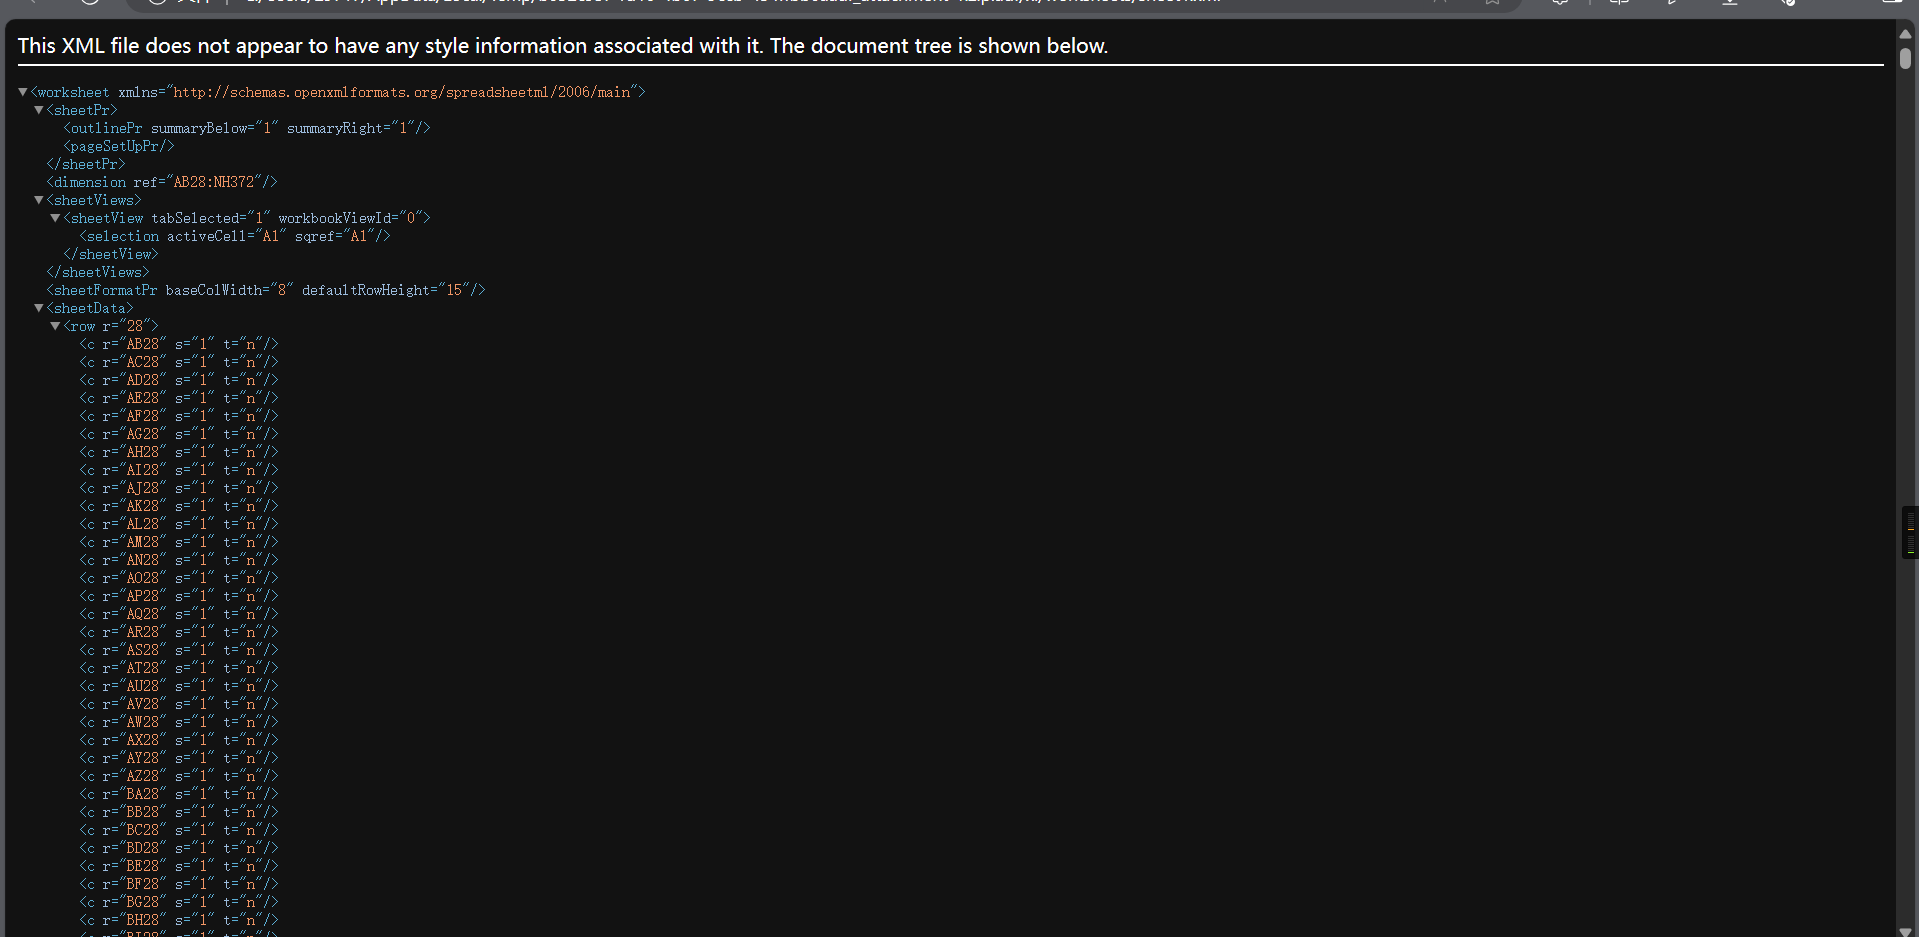 This XML file does not appear to have any style information associated with it. The document tree is shown below.
▼<worksheet xmlns="http://schemas.openxmlformats.org/spreadsheetml/2006/main">
▼<sheetPr>
<outlinePr summaryBelow="1" summaryRight="1"/>
<pageSetUpPr/>
</sheetPr>
<dimension ref="AB28:NH372"/>
▼<sheetViews>
▼<sheetView tabSelected="1" workbookViewId="0">
<selection activeCell="A1" sqref="A1"/>
</sheetView>
</sheetViews>
<sheetFormatPr baseColWidth="8" defaultRowHeight="15"/>
▼<sheetData>
▼<row r="28">
<c r="AB28" s="1" t="n"/>
<c r="AC28" s="1" t="n"/>
<c r="AD28" s="1" t="n"/>
<c r="AE28" s="1" t="n"/>
<c r="AF28" s="1" t="n"/>
<c r="AG28" s="1" t="n"/>
<c r="AH28" s="1" t="n"/>
<c r="AI28" s="1" t="n"/>
<c r="AJ28" s="1" t="n"/>
<c r="AK28" s="1" t="n"/>
<c r="AL28" s="1" t="n"/>
<c r="AM28" s="1" t="n"/>
<c r="AN28" s="1" t="n"/>
<c r="AO28" s="1" t="n"/>
<c r="AP28" s="1" t="n"/>
<c r="AQ28" s="1" t="n"/>
<c r="AR28" s="1" t="n"/>
<c r="AS28" s="1" t="n"/>
<c r="AT28" s="1" t="n"/>
<c r="AU28" s="1" t="n"/>
<c r="AV28" s="1" t="n"/>
<c r="AW28" s="1" t="n"/>
<c r="AX28" s="1" t="n"/>
<c r="AY28" s="1" t="n"/>
<c r="AZ28" s="1" t="n"/>
<c r="BA28" s="1" t="n"/>
<c r="BB28" s="1" t="n"/>
<c r="BC28" s="1" t="n"/>
<c r="BD28" s="1" t="n"/>
<c r="BE28" s="1" t="n"/>
<c r="BF28" s="1" t="n"/>
<c r="BG28" s="1" t="n"/>
<c r="BH28" s="1" t="n"/>